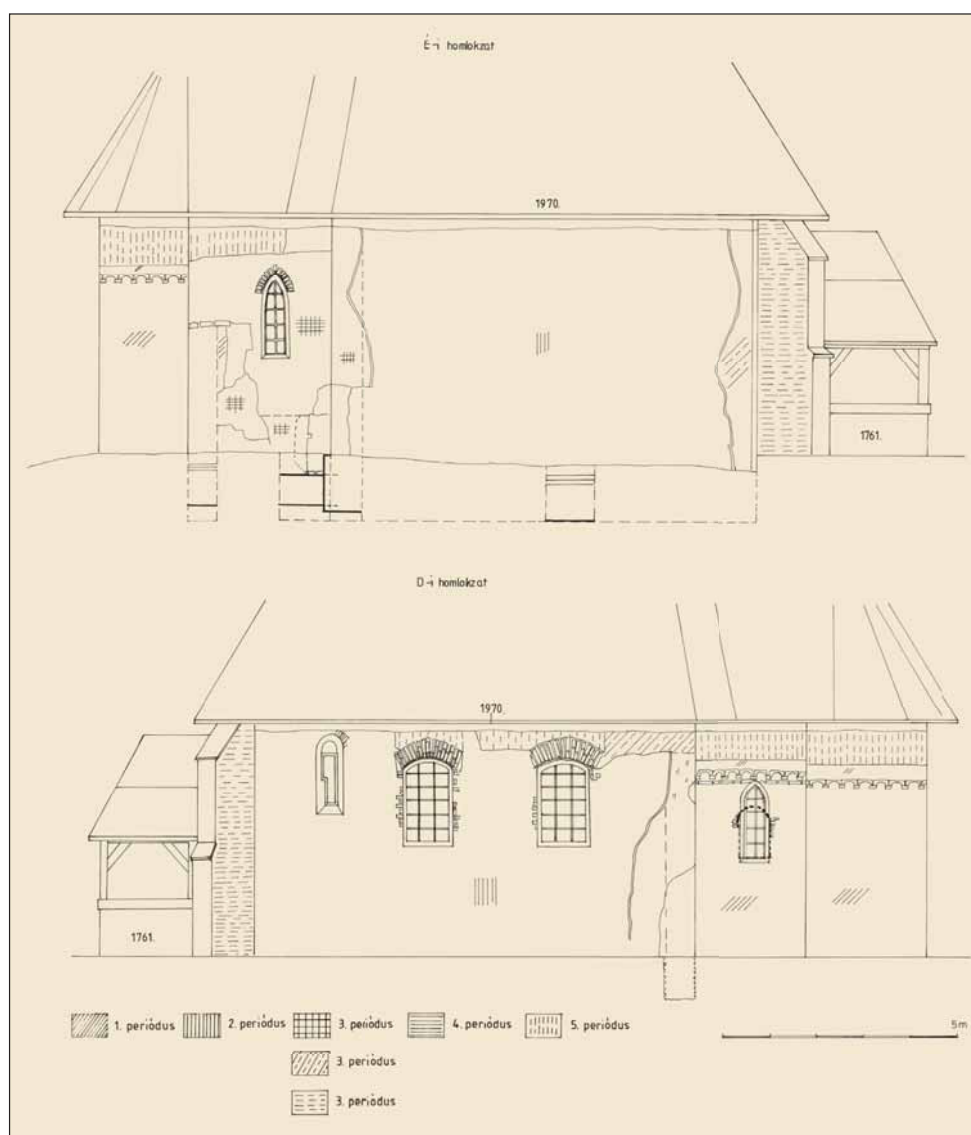 É-i homlokzat
1970.
1761.
D-i homlokzat
1970.
1761.
1. periódus 2. periódus 3. periódus 4. periódus 5. periódus
3. periódus
3. periódus
5m